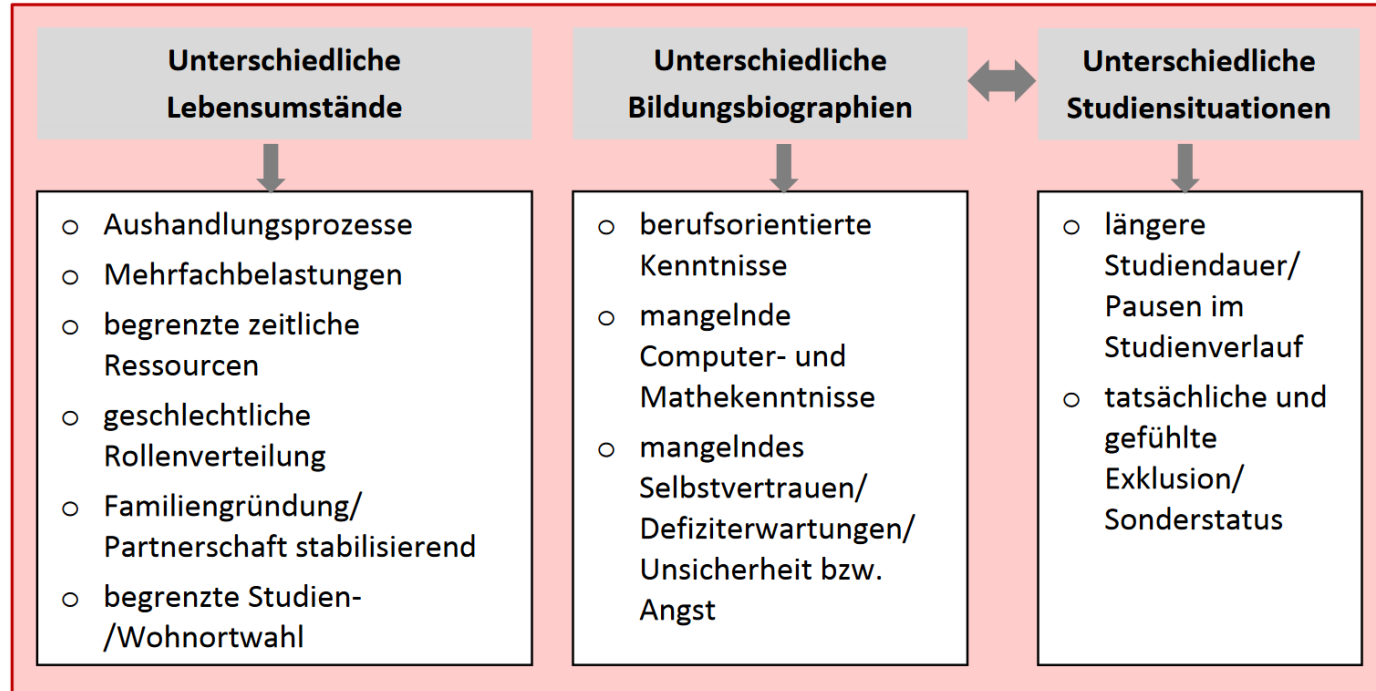 Unterschiedliche
Lebensumstände
o Aushandlungsprozesse
o Mehrfachbelastungen
o begrenzte zeitliche
Ressourcen
o geschlechtliche
Rollenverteilung
o Familiengründung/
Partnerschaft stabilisierend
o begrenzte Studien-
/Wohnortwahl
Unterschiedliche
Bildungsbiographien
o berufsorientierte
Kenntnisse
o mangelnde
Computer- und
Mathekenntnisse
o mangelndes
Selbstvertrauen/
Defiziterwartungen/
Unsicherheit bzw.
Angst
Unterschiedliche
Studiensituationen
o längere
Studiendauer/
Pausen im
Studienverlauf
o tatsächliche und
gefühlte
Exklusion/
Sonderstatus